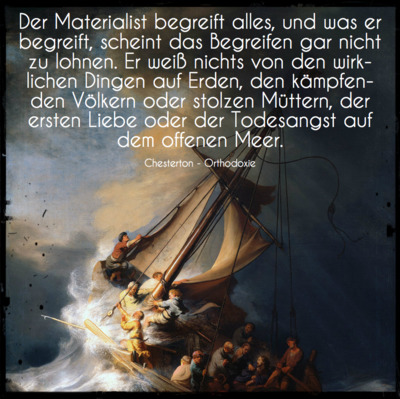 Der Materialist begreift alles, und was er
begreift, scheint das Begreifen gar nicht
zu lohnen. Er weiß nichts von den wirk-
lichen Dingen auf Erden, den kämpfen-
den Völkern oder stolzen Müttern, der
ersten Liebe oder der Todesangst auf
dem offenen Meer.
Chesterton - Orthodoxie